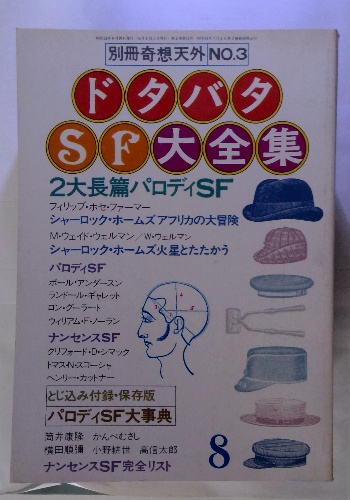 別冊奇想天外 NO.3
ドタバタ
SF大全集
2大長篇パロディSF
フィリップ・ホセ・ファーマー
シャーロック・ホームズアフリカの大冒険
M・ウェイド・ウェルマン/W・ウェルマン
シャーロック・ホームズ火星とたたかう
パロディSF
ポール・アンダースン
ランドール・ギャレット
ロン・グーラート
ウィリアム・F・ノーラン
ナンセンスSF
クリフォード・D・シマック
トマス・N・スコーシャ
ヘンリー・カットナー
とじ込み付録・保存版
パロディSF大事典
筒井康隆 かんべむさし
横田順彌 小野耕世 高信太郎
ナンセンスSF完全リスト
8